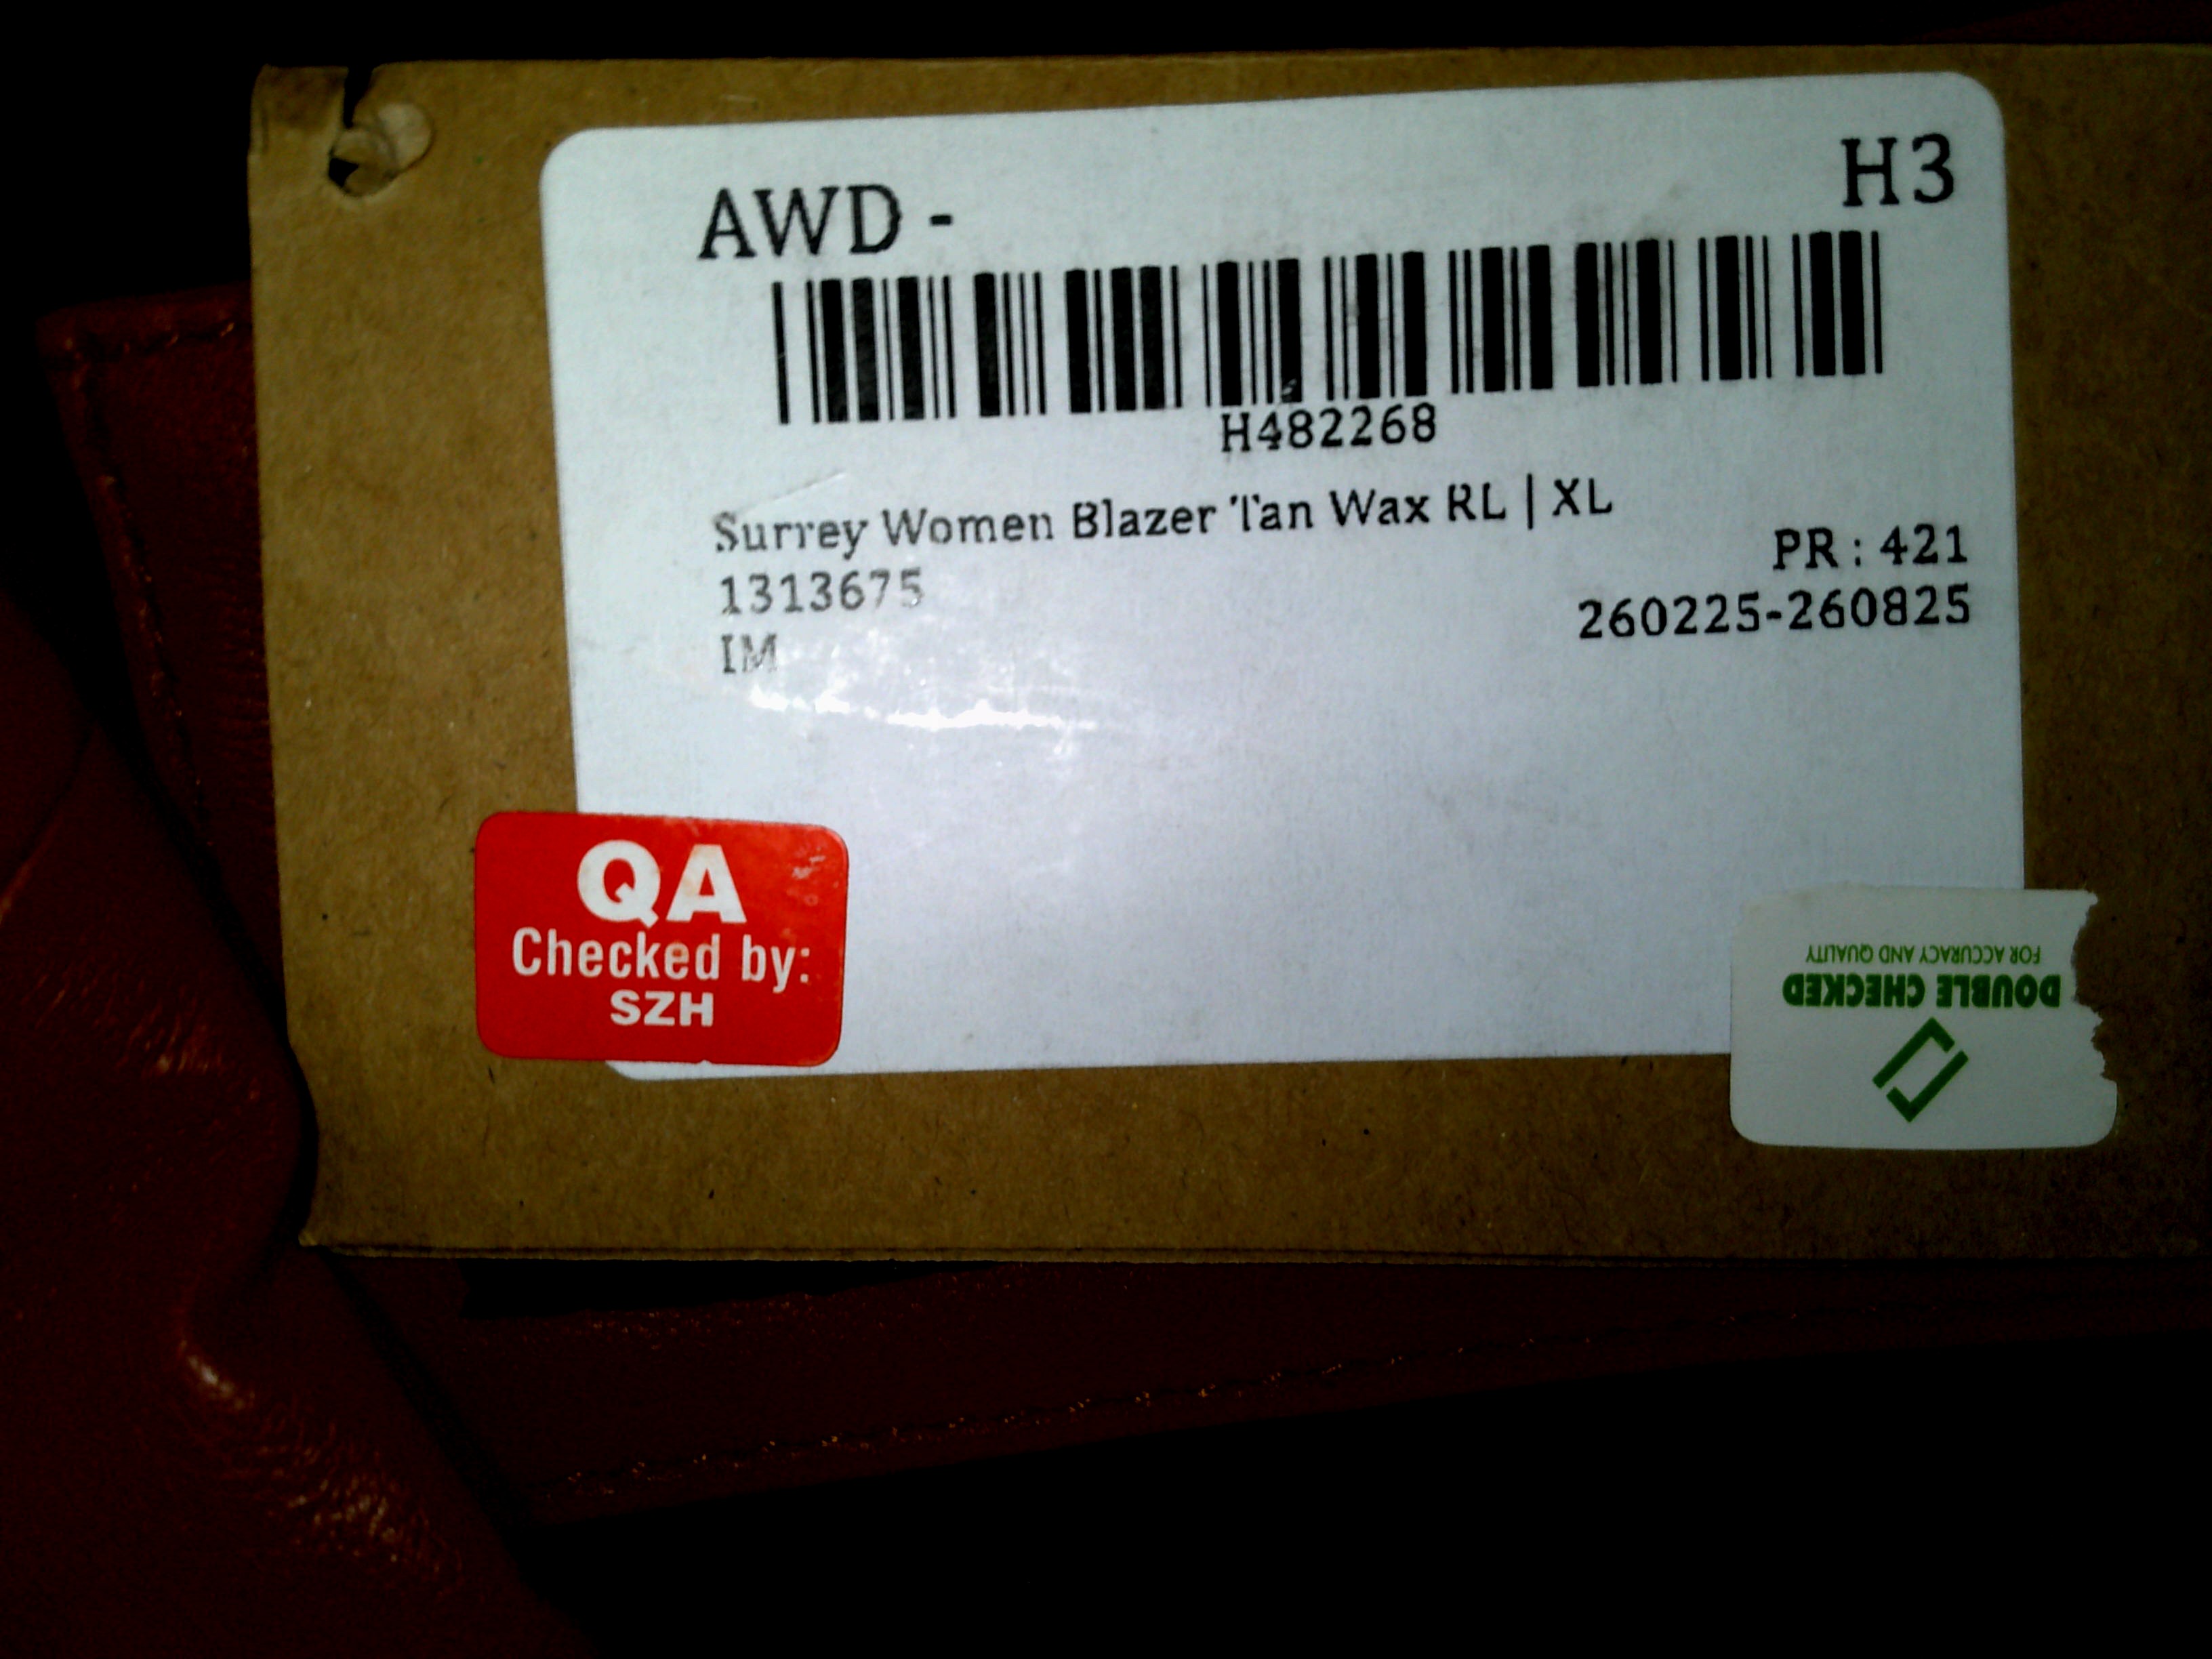 AWD - H3
H482268
Surrey Women Blazer Tan Wax RL | XL
PR : 421
1313675
260225-260825
IM
QA
Checked by:
SZH
DOUBLE CHECKED
FOR ACCURACY AND QUALITY